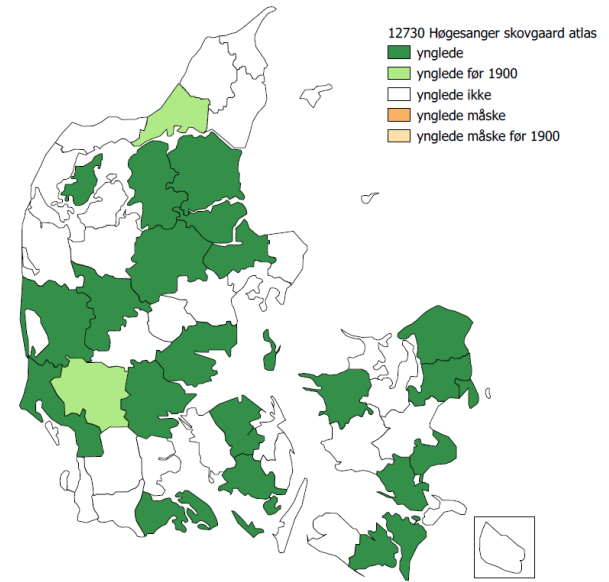 12730 Høgesanger skovgaard atlas
ynglede
ynglede før 1900
ynglede ikke
ynglede måske
ynglede måske før 1900